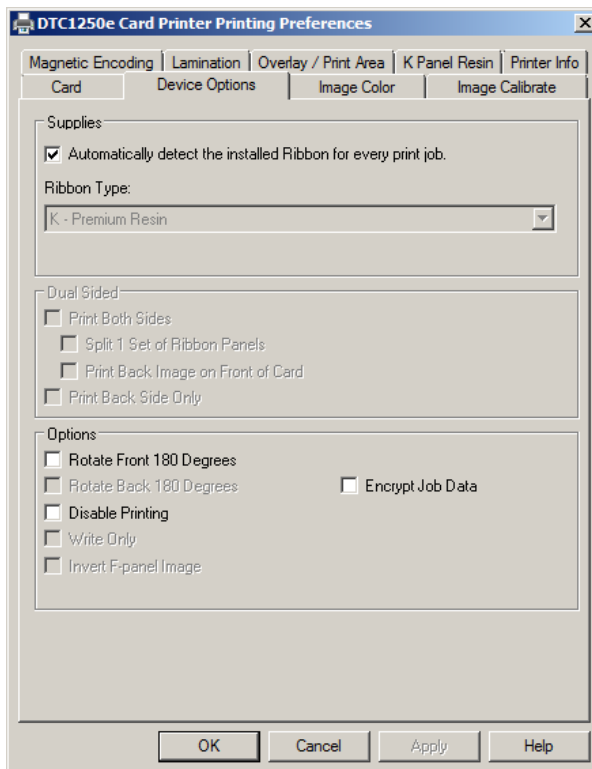 DTC1250e Card Printer Printing Preferences
Magnetic Encoding Lamination Overlay / Print Area K Panel Resin Printer Info
Card Device Options Image Color Image Calibrate
Supplies
Automatically detect the installed Ribbon for every print job.
Ribbon Type:
K - Premium Resin
Dual Sided
Print Both Sides
Split 1 Set of Ribbon Panels
Print Back Image on Front of Card
Print Back Side Only
Options
Rotate Front 180 Degrees
Rotate Back 180 Degrees Encrypt Job Data
Disable Printing
Write Only
Invert F-panel Image
OK Cancel Apply Help